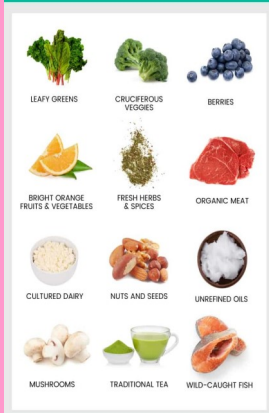 LEAFY GREENS
CRUCIFEROUS
VEGGIES
BERRIES
BRIGHT ORANGE
FRUITS & VEGETABLES
FRESH HERBS
& SPICES
ORGANIC MEAT
CULTURED DAIRY
NUTS AND SEEDS
UNREFINED OILS
MUSHROOMS
TRADITIONAL TEA
WILD-CAUGHT FISH